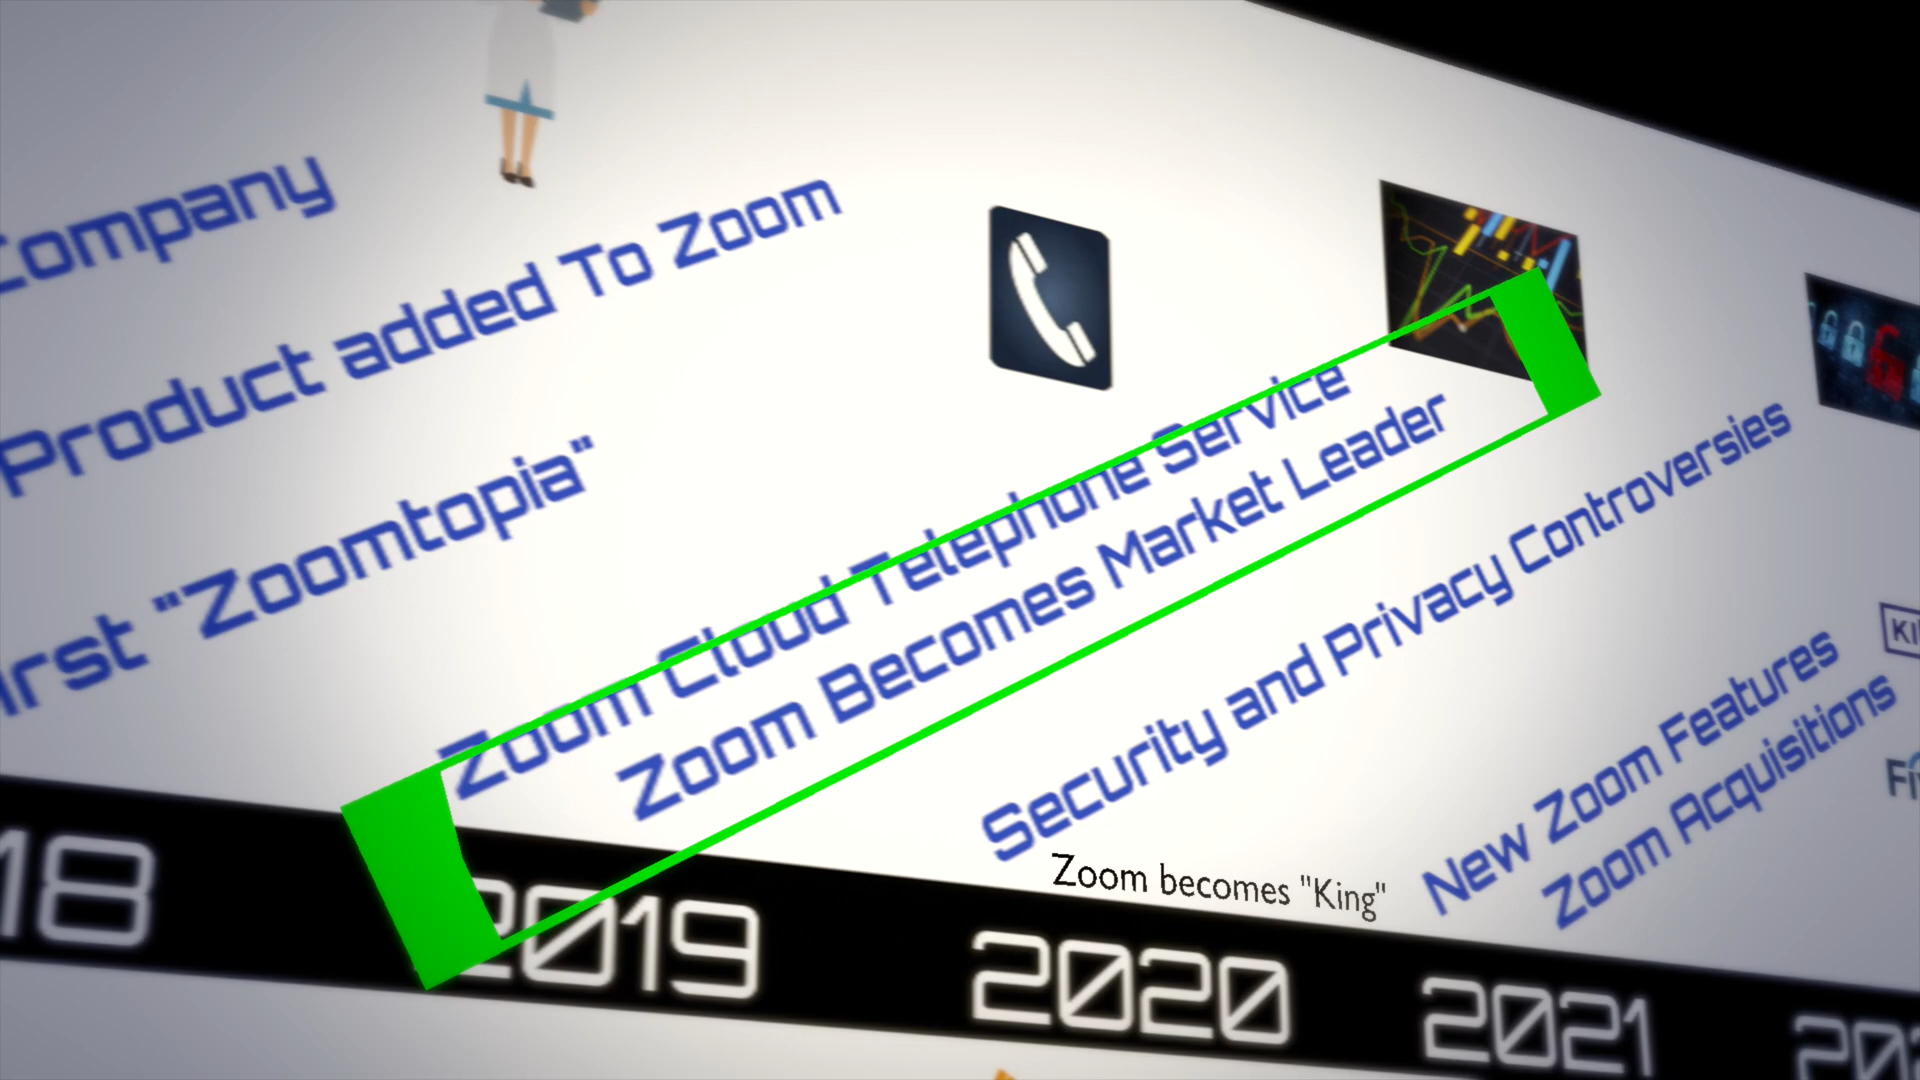 Company
Product added To Zoom
"Zoomtopia"
Zoom Cloud Telephone Service
Zoom Becomes Market Leader
Security and Privacy Controversies
New Zoom Features
Zoom Acquisitions
Zoom becomes "King"
18
2019
2020
2021